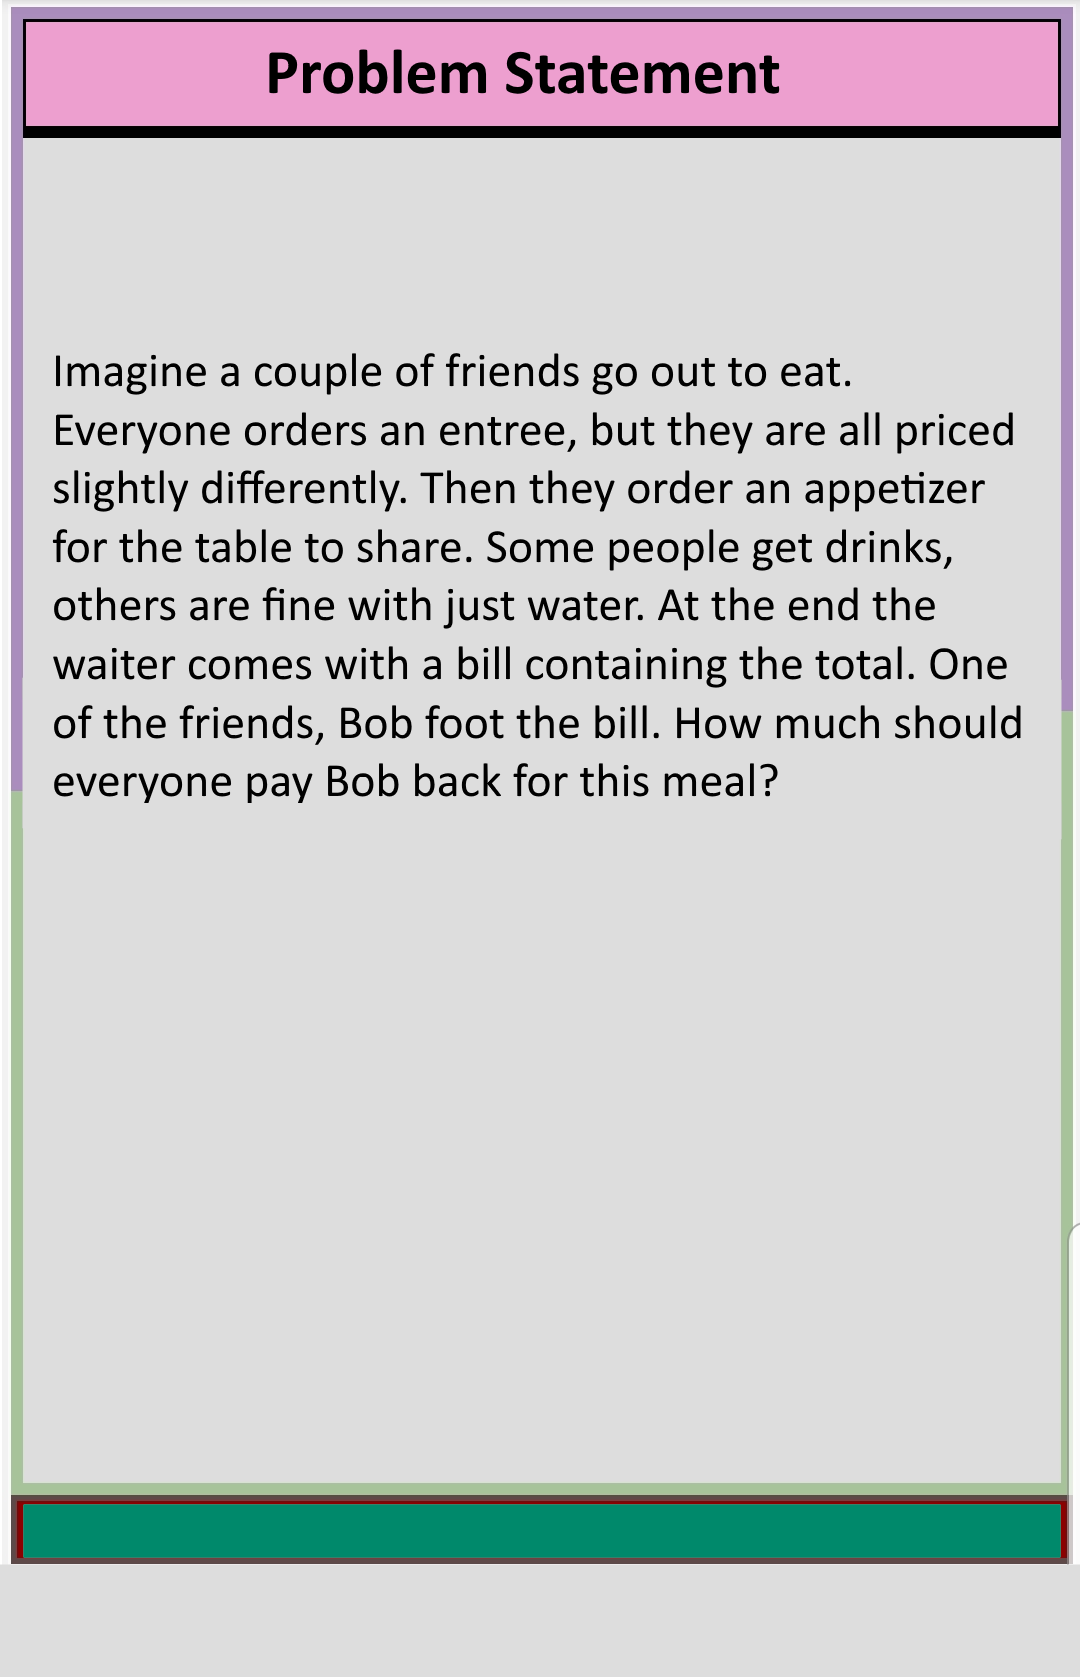 Problem Statement
Imagine a couple of friends go out to eat.
Everyone orders an entree, but they are all priced
slightly differently. Then they order an appetizer
for the table to share. Some people get drinks,
others are fine with just water. At the end the
waiter comes with a bill containing the total. One
of the friends, Bob foot the bill. How much should
everyone pay Bob back for this meal?